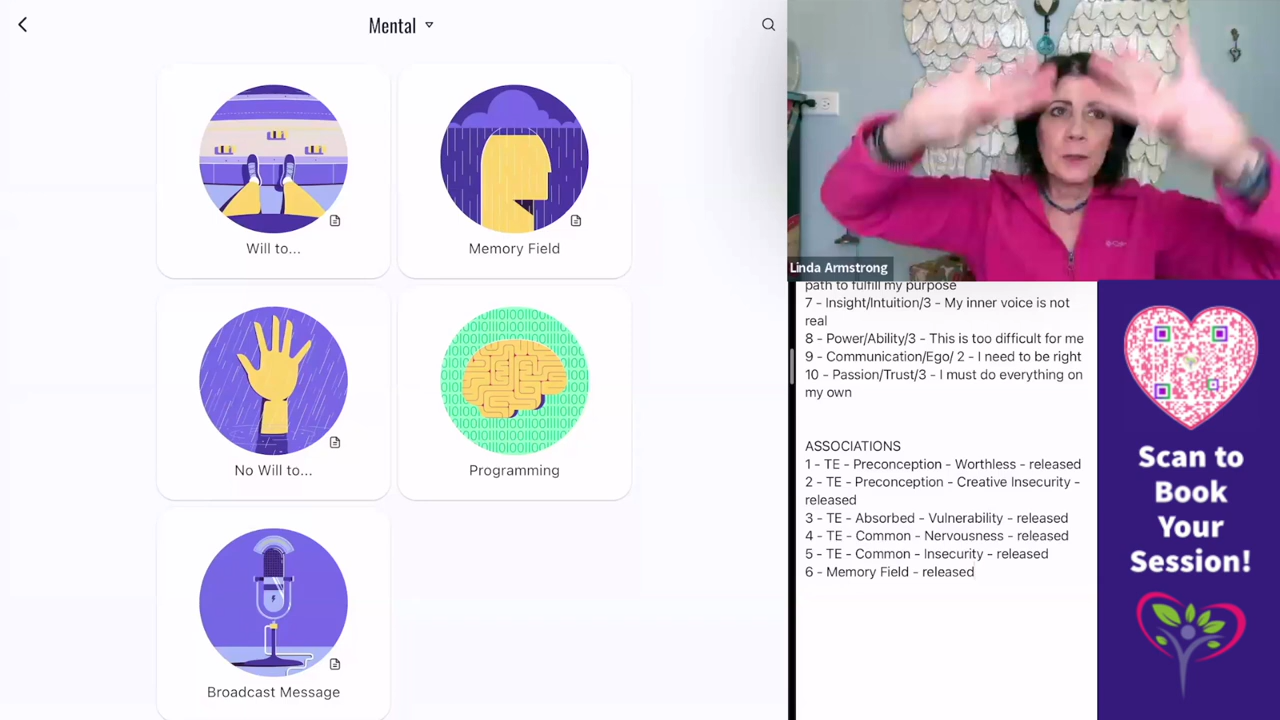 Mental
Will to...
Memory Field
No Will to...
Programming
Broadcast Message
Linda Armstrong
path to fulfill my purpose
7 - Insight/Intuition/3 - My inner voice is not
real
8 - Power/Ability/3 - This is too difficult for me
9 - Communication/Ego/ 2 - I need to be right
10 - Passion/Trust/3 - I must do everything on
my own
ASSOCIATIONS
1 - TE - Preconception - Worthless - released
2 - TE - Preconception - Creative Insecurity -
released
3 - TE - Absorbed - Vulnerability - released
4 - TE - Common - Nervousness - released
5 - TE - Common - Insecurity - released
6 - Memory Field - released
Scan to
Book
Your
Session!